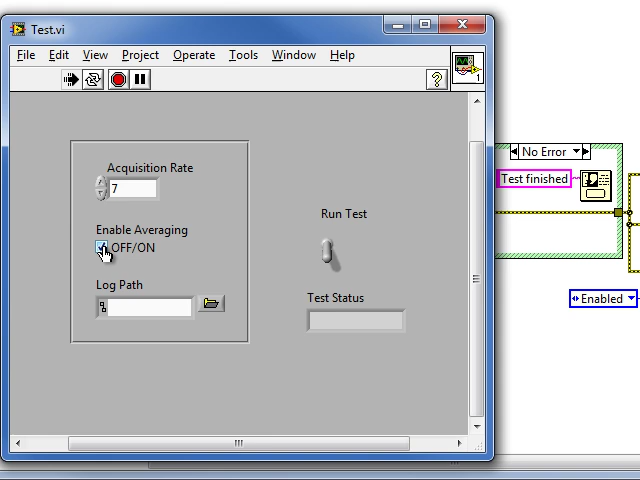 Test.vi
File Edit View Project Operate Tools Window Help
?
1
Acquisition Rate
7
Enable Averaging
OFF/ON
Log Path
Run Test
Test Status
No Error
Test finished
Enabled